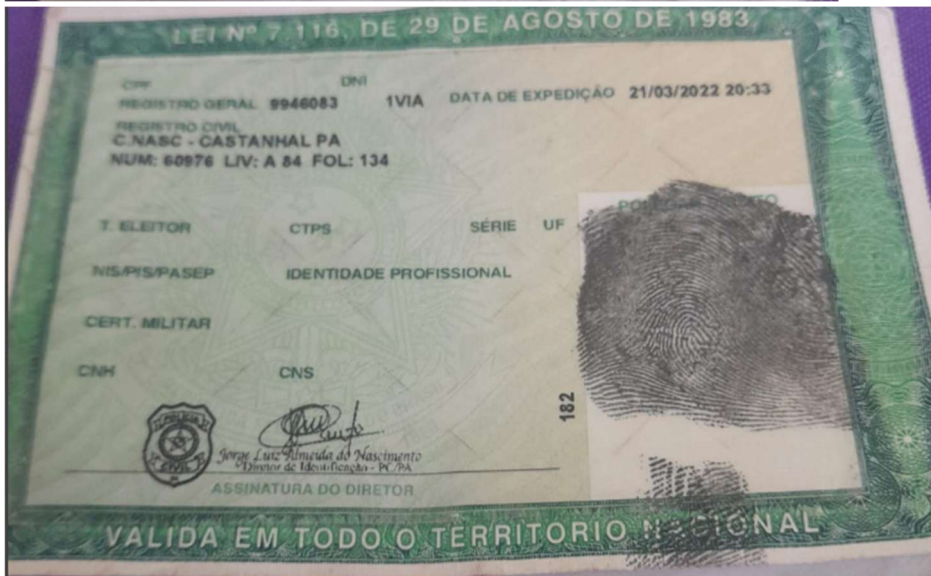 LEI Nº 7.116, DE 29 DE AGOSTO DE 1983
CPF DNI
REGISTRO GERAL 9946083 1VIA DATA DE EXPEDIÇÃO 21/03/2022 20:33
REGISTRO CIVIL
C.NASC - CASTANHAL PA
NUM: 60976 LIV: A 84 FOL: 134
T. ELEITOR CTPS SÉRIE UF
NIS/PIS/PASEP IDENTIDADE PROFISSIONAL
CERT. MILITAR
CNH CNS
182
POLICIA
CIVIL
Jorge Luiz Almeida do Nascimento
Diretor de Identificação - PC/PA
ASSINATURA DO DIRETOR
VALIDA EM TODO O TERRITORIO NACIONAL